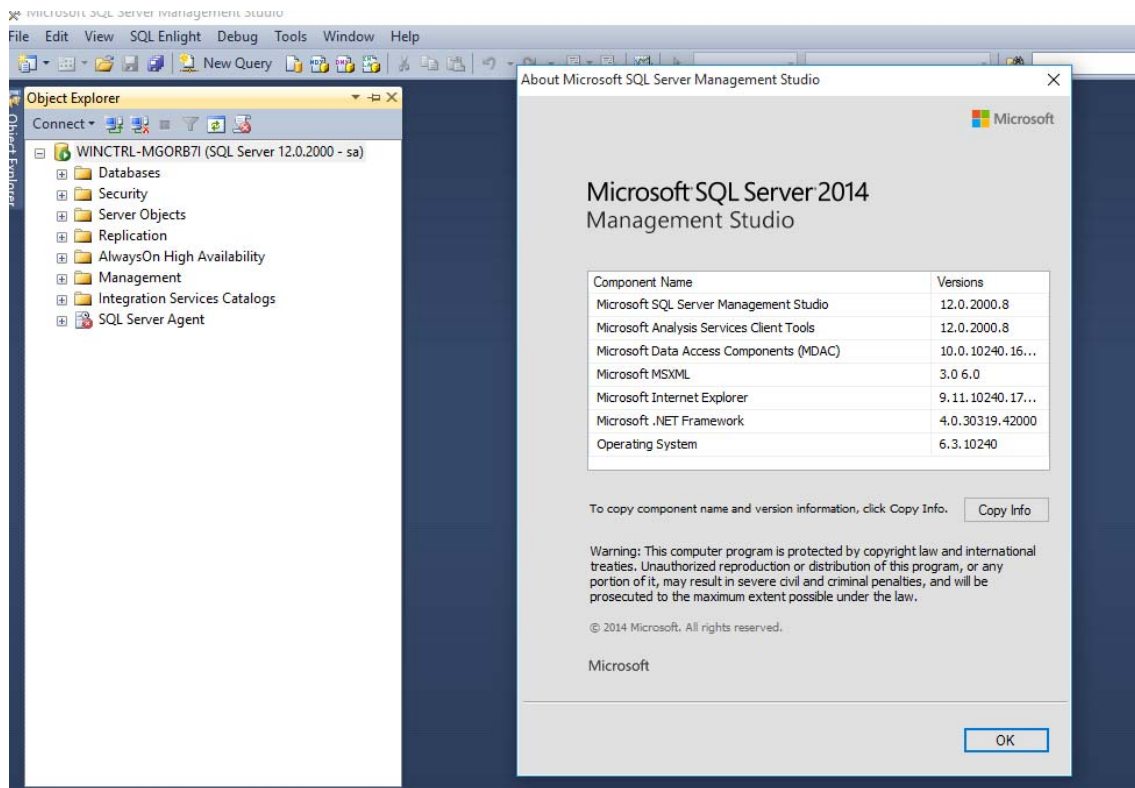 Microsoft SQL Server Management Studio
File Edit View SQL Enlight Debug Tools Window Help
New Query
Object Explorer
Connect
WINCTRL-MGORB7I (SQL Server 12.0.2000 - sa)
Databases
Security
Server Objects
Replication
AlwaysOn High Availability
Management
Integration Services Catalogs
SQL Server Agent
Object Explorer
About Microsoft SQL Server Management Studio
Microsoft
Microsoft SQL Server 2014
Management Studio
Component Name Versions
Microsoft SQL Server Management Studio 12.0.2000.8
Microsoft Analysis Services Client Tools 12.0.2000.8
Microsoft Data Access Components (MDAC) 10.0.10240.16...
Microsoft MSXML 3.0 6.0
Microsoft Internet Explorer 9.11.10240.17...
Microsoft .NET Framework 4.0.30319.42000
Operating System 6.3.10240
To copy component name and version information, click Copy Info. Copy Info
Warning: This computer program is protected by copyright law and international
treaties. Unauthorized reproduction or distribution of this program, or any
portion of it, may result in severe civil and criminal penalties, and will be
prosecuted to the maximum extent possible under the law.
© 2014 Microsoft. All rights reserved.
Microsoft
OK